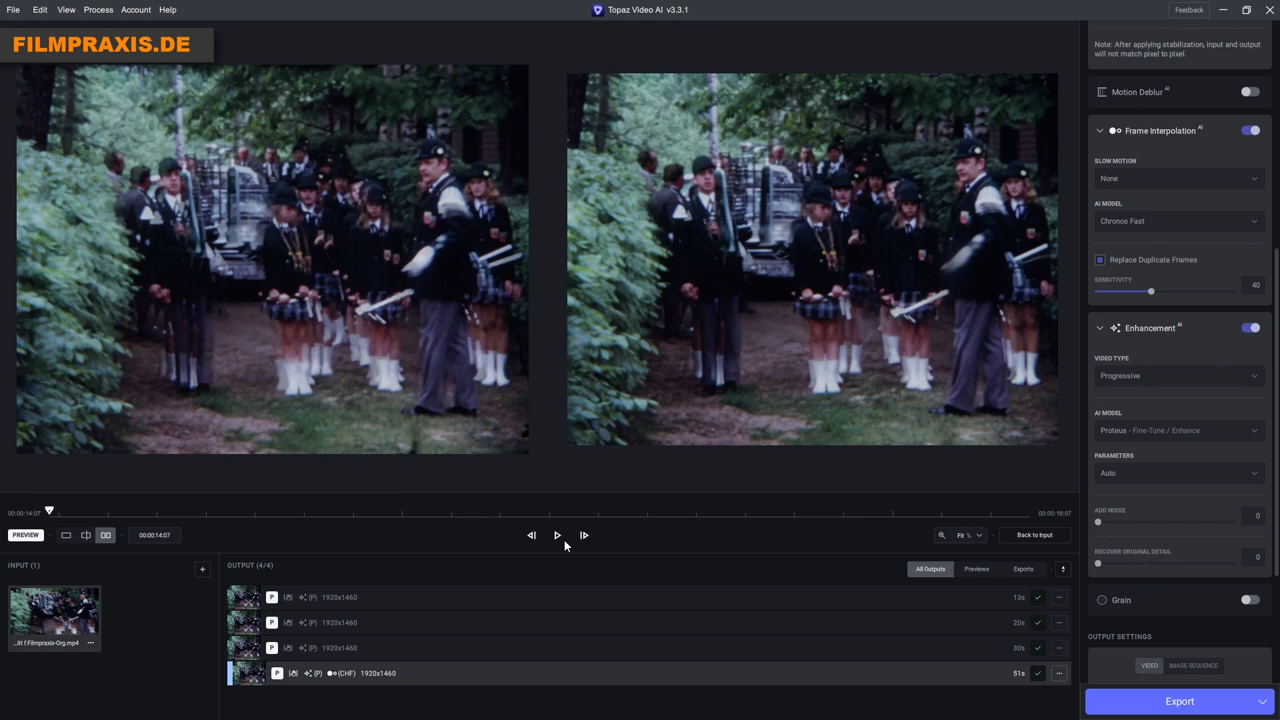 File Edit View Process Account Help
Topaz Video AI v3.3.1
Feedback
FILMPRAXIS.DE
Note: After applying stabilization, input and output
will not match pixel to pixel.
Motion Deblur AI
Frame Interpolation AI
SLOW MOTION
None
AI MODEL
Chronos Fast
Replace Duplicate Frames
SENSITIVITY
40
Enhancement AI
VIDEO TYPE
Progressive
AI MODEL
Proteus - Fine-Tune / Enhance
PARAMETERS
Auto
ADD NOISE
0
RECOVER ORIGINAL DETAIL
0
Grain
OUTPUT SETTINGS
VIDEO IMAGE SEQUENCE
Export
00:00:14:07
00:00:16:07
PREVIEW
00:00:14:07
Fit %
Back to Input
INPUT (1)
+
...itt f.Filmpraxis-Org.mp4 ...
OUTPUT (4/4)
All Outputs Previews Exports
P (P) 1920x1460 13s
P (P) 1920x1460 20s
P (P) 1920x1460 30s
P (P) (CHF) 1920x1460 51s